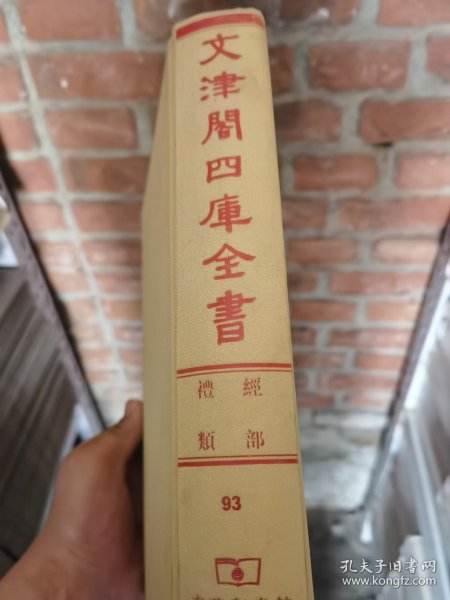 文津閣四庫全書
經部
禮類
93
孔夫子旧书网
www.kongfz.com